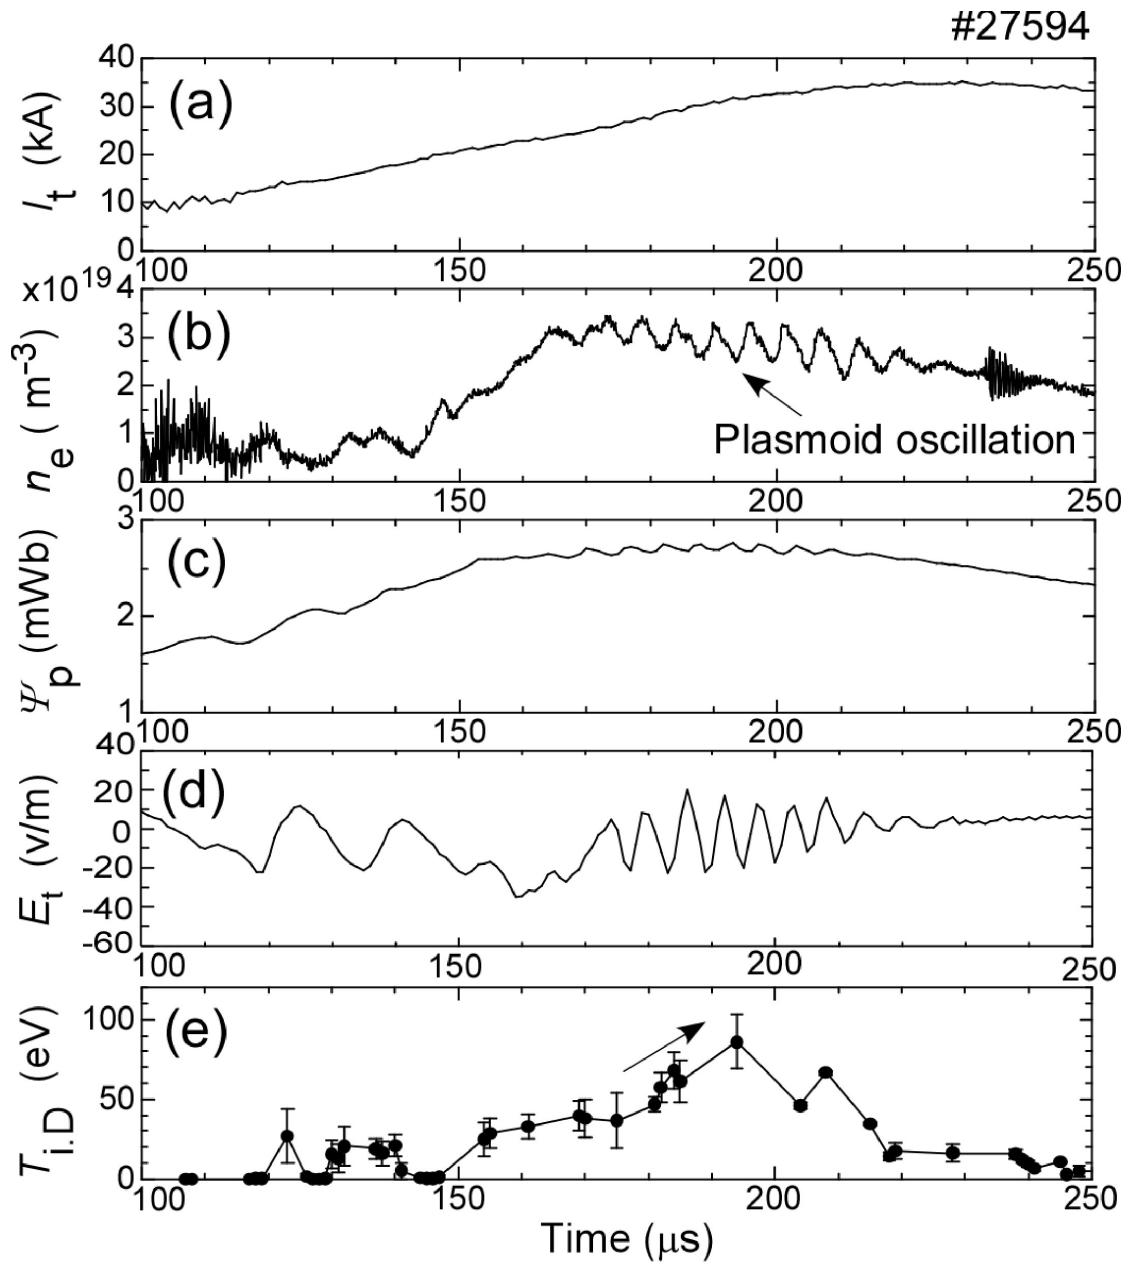 #27594
(a)
I_t (kA)
40
30
20
10
0
100 150 200 250
x10^19
(b)
n_e ( m^-3)
4
3
2
1
0
Plasmoid oscillation
100 150 200 250
(c)
Ψ_p (mWb)
3
2
1
100 150 200 250
(d)
E_t (v/m)
40
20
0
-20
-40
-60
100 150 200 250
(e)
T_i.D (eV)
100
50
0
100 150 200 250
Time (μs)